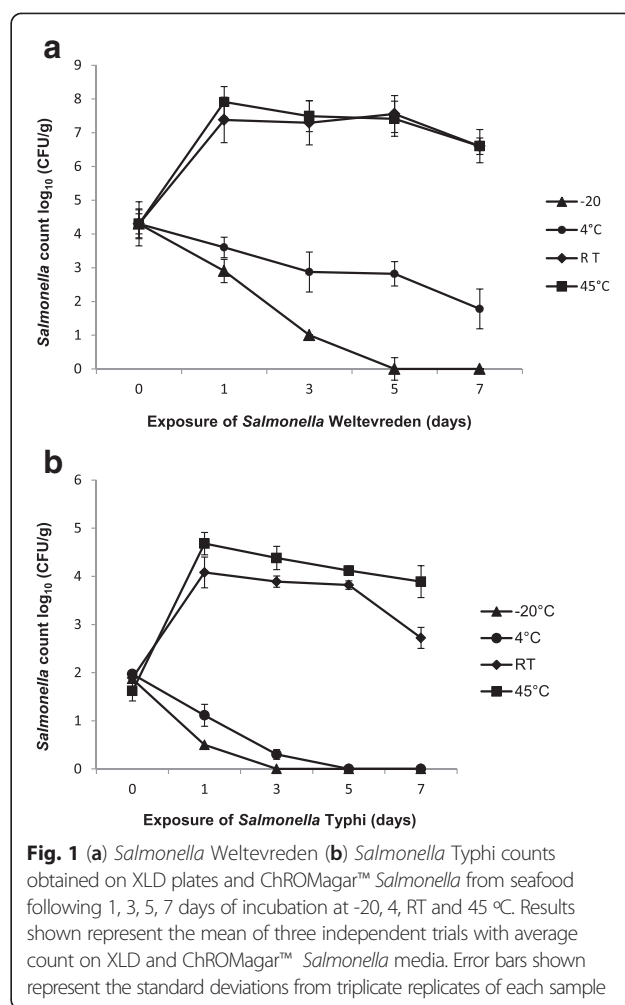 a
9
8
7
6
5
4
3
2
1
0
Salmonella count log10 (CFU/g)
0 1 3 5 7
Exposure of Salmonella Weltevreden (days)
-20
4°C
R T
45°C
b
6
5
4
3
2
1
0
Salmonella count log10 (CFU/g)
0 1 3 5 7
Exposure of Salmonella Typhi (days)
-20°C
4°C
RT
45°C
Fig. 1 (a) Salmonella Weltevreden (b) Salmonella Typhi counts
obtained on XLD plates and ChROMagar™ Salmonella from seafood
following 1, 3, 5, 7 days of incubation at -20, 4, RT and 45 ºC. Results
shown represent the mean of three independent trials with average
count on XLD and ChROMagar™ Salmonella media. Error bars shown
represent the standard deviations from triplicate replicates of each sample